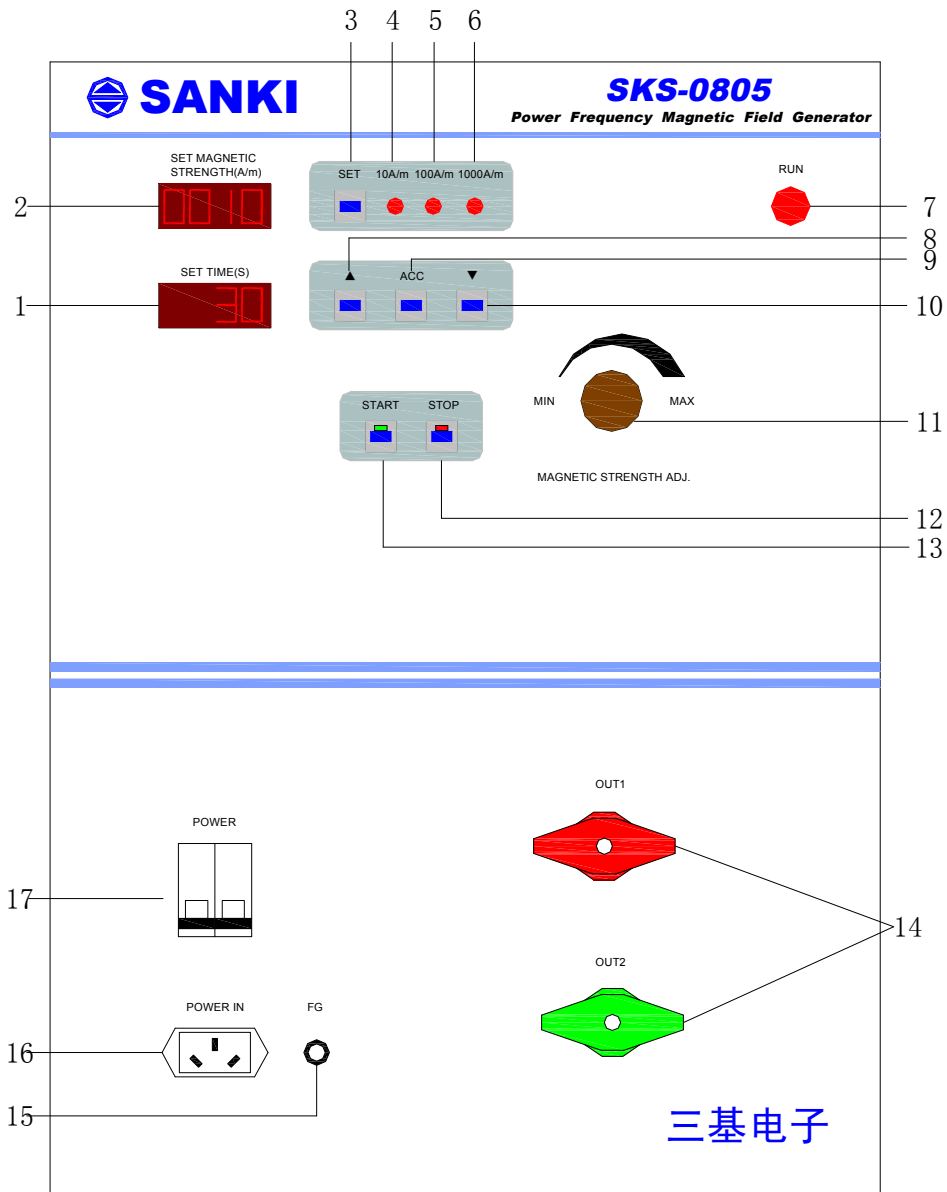 3 4 5 6
SANKI
SKS-0805
Power Frequency Magnetic Field Generator
SET MAGNETIC
STRENGTH(A/m)
SET 10A/m 100A/m 1000A/m
RUN
2
0010
7
8
9
SET TIME(S)
▲ ACC ▼
1
30
10
MIN MAX
START STOP
11
MAGNETIC STRENGTH ADJ.
12
13
OUT1
POWER
17
14
OUT2
POWER IN FG
16
15
三基电子